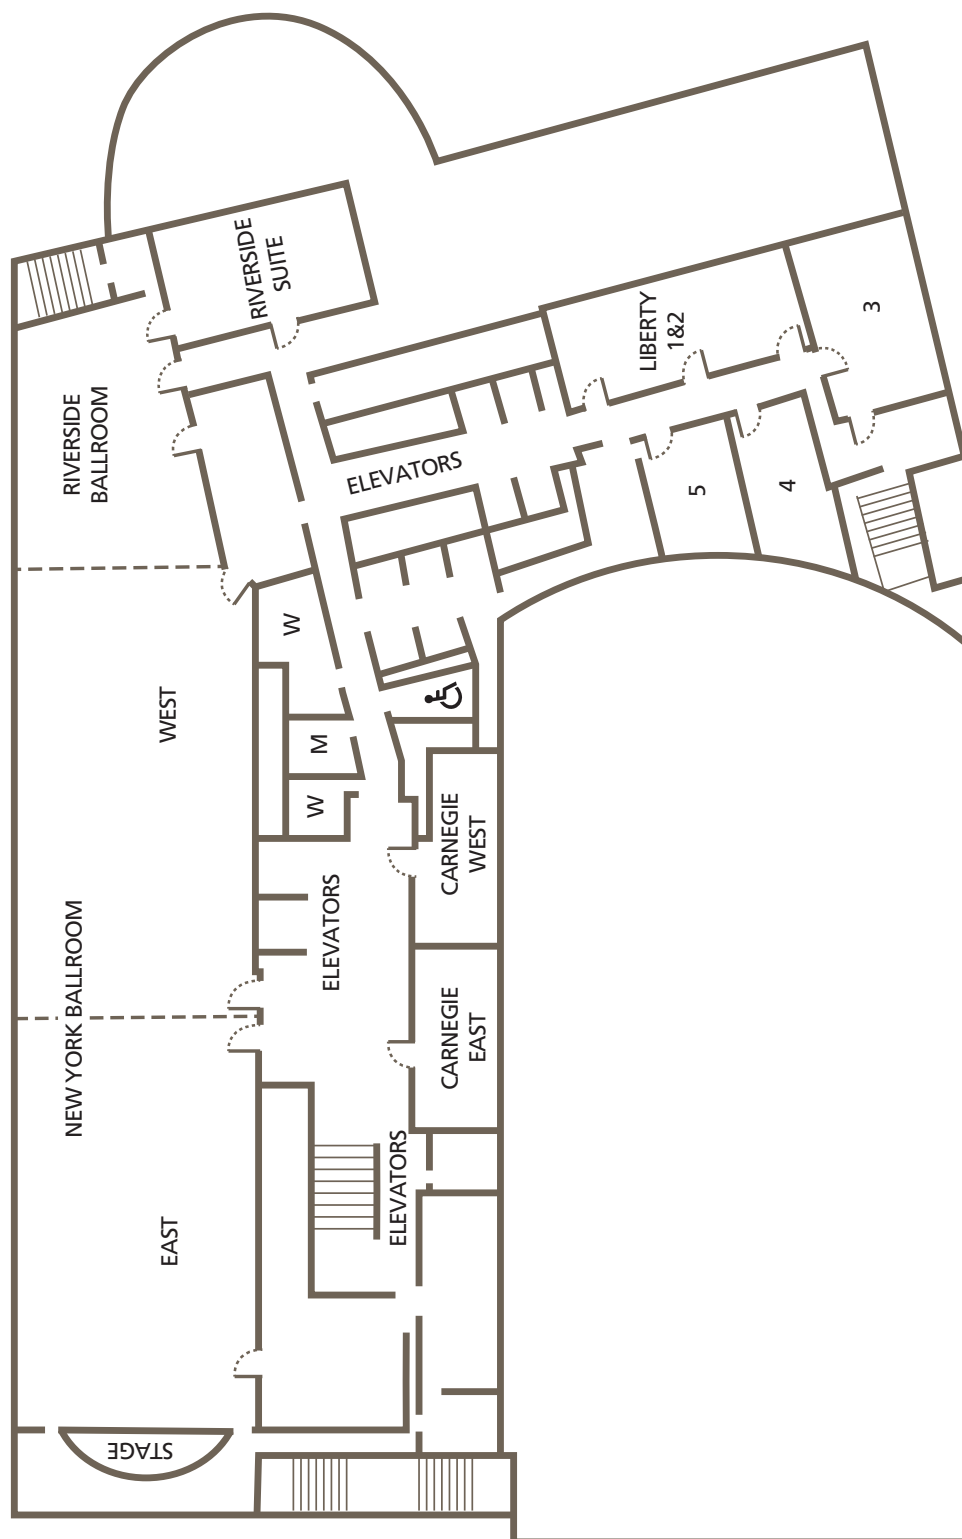 RIVERSIDE
SUITE
3
LIBERTY
1&2
RIVERSIDE
BALLROOM
ELEVATORS
5
4
W
WEST
M
W
CARNEGIE
WEST
ELEVATORS
NEW YORK BALLROOM
CARNEGIE
EAST
ELEVATORS
EAST
STAGE